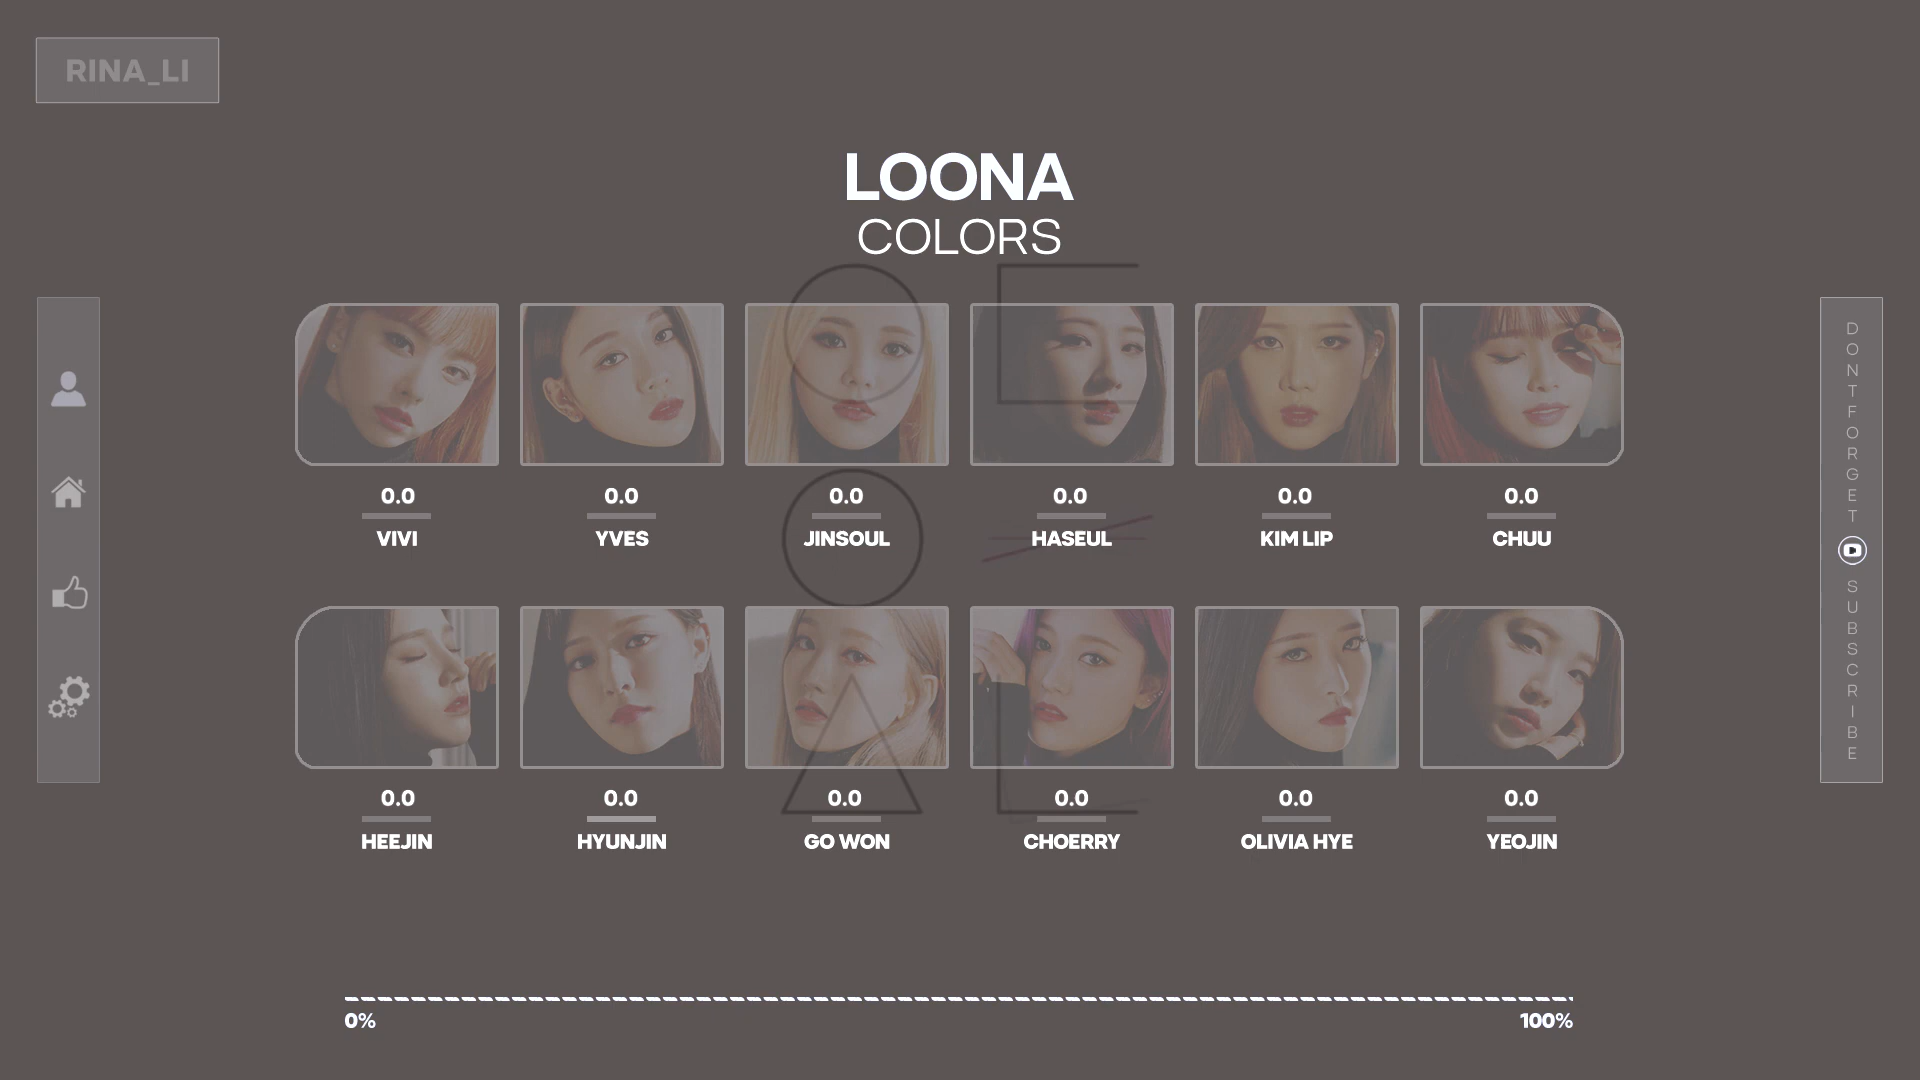 RINA_LI
LOONA
COLORS
0.0 0.0 0.0 0.0 0.0 0.0
VIVI YVES JINSOUL HASEUL KIM LIP CHUU
0.0 0.0 0.0 0.0 0.0 0.0
HEEJIN HYUNJIN GO WON CHOERRY OLIVIA HYE YEOJIN
0% 100%
DONTFORGET
SUBSCRIBE